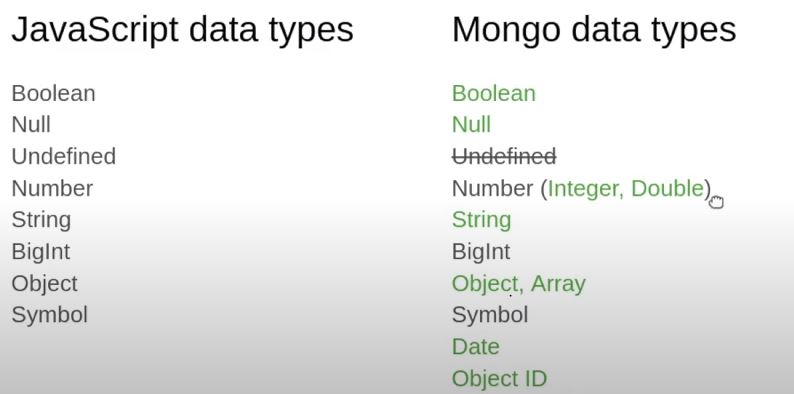 JavaScript data types
Boolean
Null
Undefined
Number
String
BigInt
Object
Symbol
Mongo data types
Boolean
Null
Undefined
Number (Integer, Double)
String
BigInt
Object, Array
Symbol
Date
Object ID